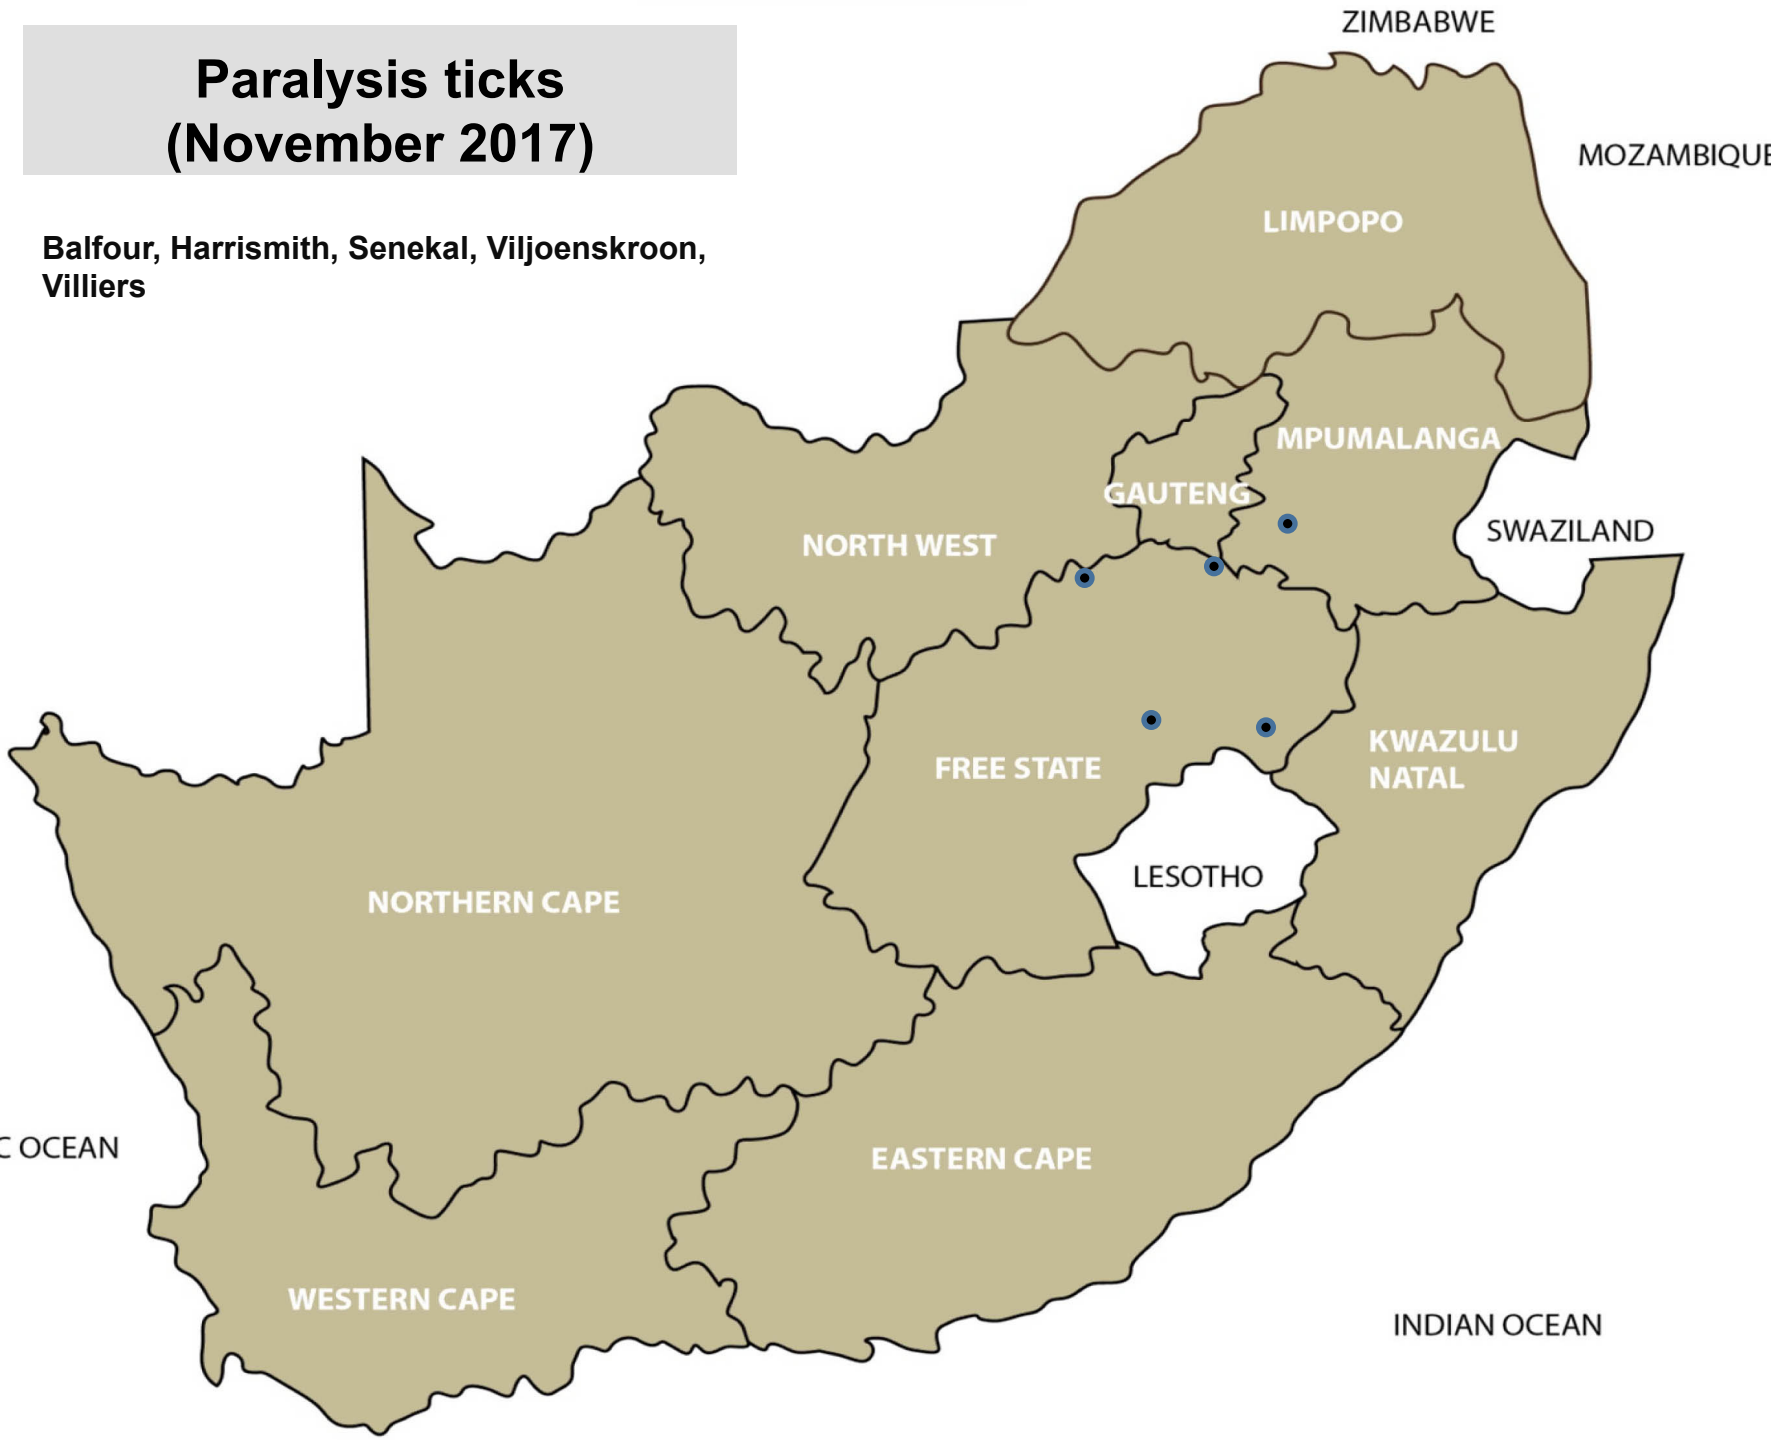 Paralysis ticks
(November 2017)
Balfour, Harrismith, Senekal, Viljoenskroon,
Villiers
ZIMBABWE
MOZAMBIQUE
LIMPOPO
MPUMALANGA
GAUTENG
SWAZILAND
NORTH WEST
KWAZULU
NATAL
FREE STATE
LESOTHO
NORTHERN CAPE
C OCEAN
EASTERN CAPE
WESTERN CAPE
INDIAN OCEAN